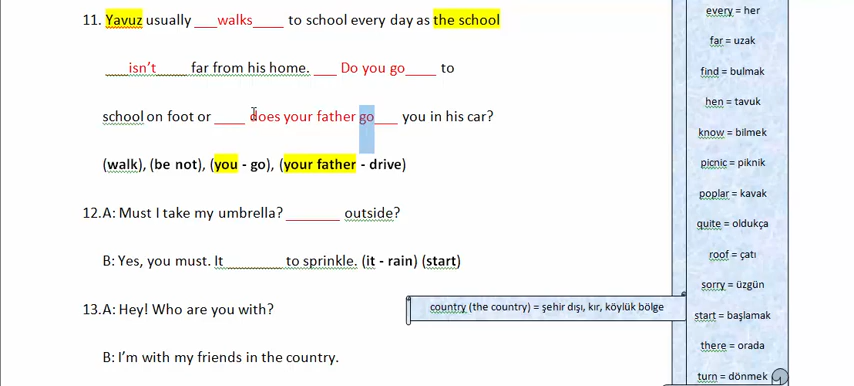 11. Yavuz usually ___walks____ to school every day as the school
____isn't_____ far from his home. ___ Do you go____ to
school on foot or ____ does your father go___ you in his car?
(walk), (be not), (you - go), (your father - drive)
12.A: Must I take my umbrella? _______ outside?
B: Yes, you must. It ________ to sprinkle. (it - rain) (start)
13.A: Hey! Who are you with?
B: I'm with my friends in the country.
country (the country) = şehir dışı, kır, köylük bölge
every = her
far = uzak
find = bulmak
hen = tavuk
know = bilmek
picnic = piknik
poplar = kavak
quite = oldukça
roof = çatı
sorry = üzgün
start = başlamak
there = orada
turn = dönmek